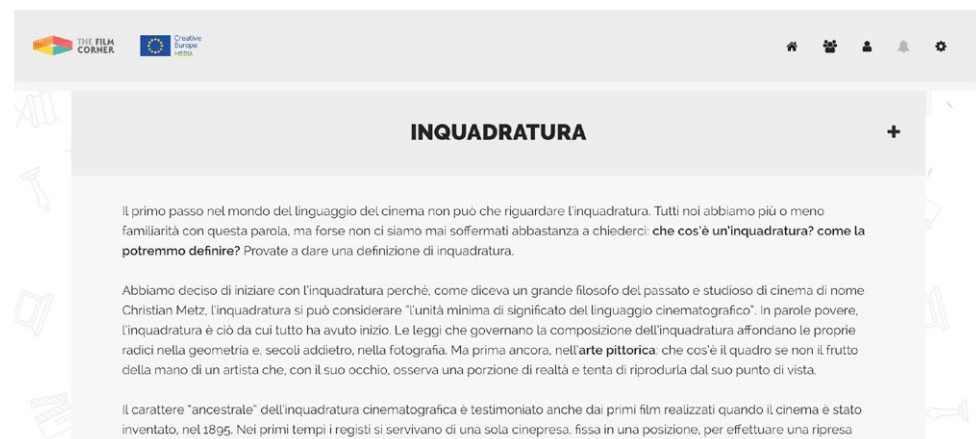 THE FILM
CORNER
Creative
Europe
MEDIA
INQUADRATURA
Il primo passo nel mondo del linguaggio del cinema non può che riguardare l'inquadratura. Tutti noi abbiamo più o meno
familiarità con questa parola, ma forse non ci siamo mai soffermati abbastanza a chiederci: che cos'è un'inquadratura? come la
potremmo definire? Provate a dare una definizione di inquadratura.
Abbiamo deciso di iniziare con l'inquadratura perché, come diceva un grande filosofo del passato e studioso di cinema di nome
Christian Metz, l'inquadratura si può considerare "l'unità minima di significato del linguaggio cinematografico". In parole povere,
l'inquadratura è ciò da cui tutto ha avuto inizio. Le leggi che governano la composizione dell'inquadratura affondano le proprie
radici nella geometria e, secoli addietro, nella fotografia. Ma prima ancora, nell'arte pittorica: che cos'è il quadro se non il frutto
della mano di un artista che, con il suo occhio, osserva una porzione di realtà e tenta di riprodurla dal suo punto di vista.
Il carattere "ancestrale" dell'inquadratura cinematografica è testimoniato anche dai primi film realizzati quando il cinema è stato
inventato, nel 1895. Nei primi tempi i registi si servivano di una sola cinepresa, fissa in una posizione, per effettuare una ripresa